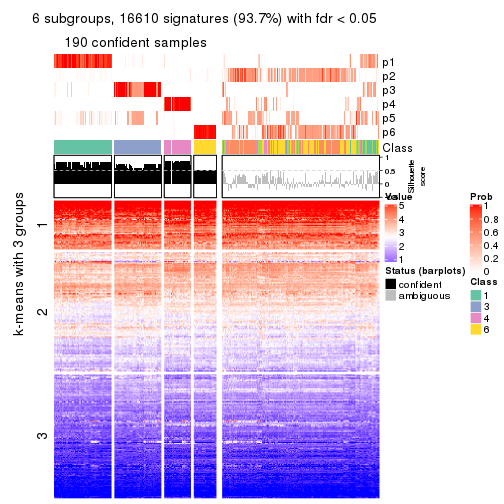 6 subgroups, 16610 signatures (93.7%) with fdr < 0.05
190 confident samples
p1
p2
p3
p4
p5
p6
Class
1
0.5
0
Silhouette
score
k-means with 3 groups
1
2
3
Value
5
4
3
2
1
Status (barplots)
confident
ambiguous
Prob
1
0.8
0.6
0.4
0.2
0
Class
1
3
4
6